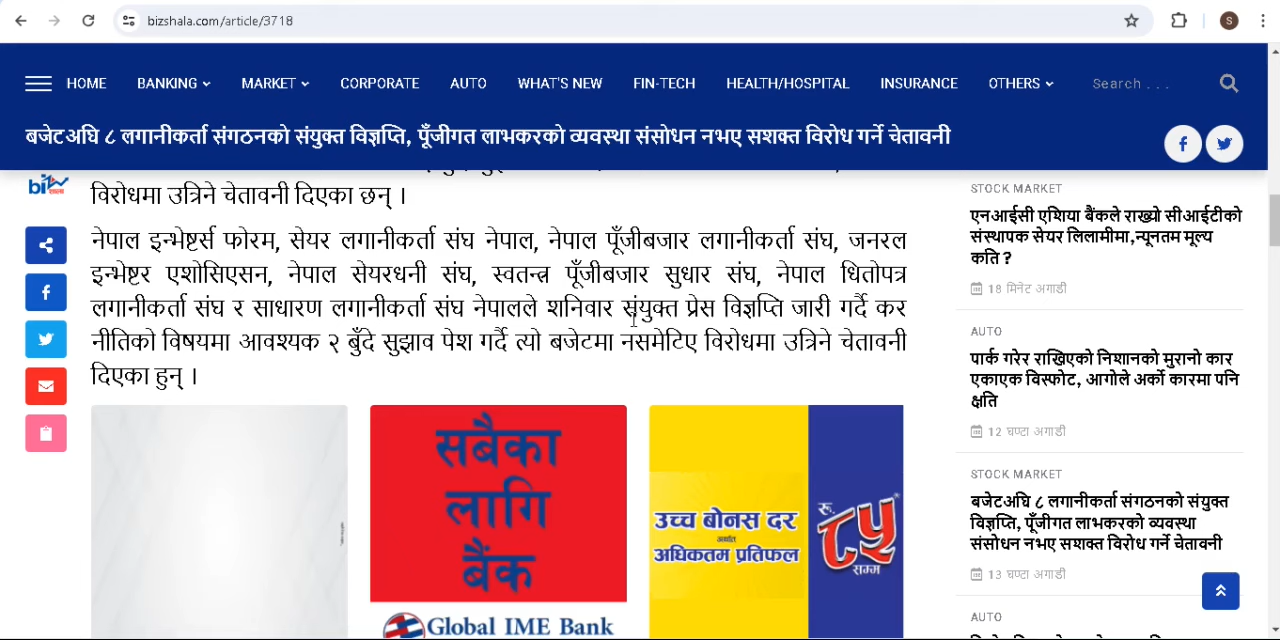 bizshala.com/article/3718
S
HOME BANKING MARKET CORPORATE AUTO WHAT'S NEW FIN-TECH HEALTH/HOSPITAL INSURANCE OTHERS Search . . .
बजेटअघि ८ लगानीकर्ता संगठनको संयुक्त विज्ञप्ति, पूँजीगत लाभकरको व्यवस्था संसोधन नभए सशक्त विरोध गर्ने चेतावनी
विरोधमा उत्रिने चेतावनी दिएका छन् ।
नेपाल इन्भेष्टर्स फोरम, सेयर लगानीकर्ता संघ नेपाल, नेपाल पूँजीबजार लगानीकर्ता संघ, जनरल
इन्भेष्टर एशोसिएसन, नेपाल सेयरधनी संघ, स्वतन्त्र पूँजीबजार सुधार संघ, नेपाल धितोपत्र
लगानीकर्ता संघ र साधारण लगानीकर्ता संघ नेपालले शनिवार संयुक्त प्रेस विज्ञप्ति जारी गर्दै कर
नीतिको विषयमा आवश्यक २ बुँदे सुझाव पेश गर्दै त्यो बजेटमा नसमेटिए विरोधमा उत्रिने चेतावनी
दिएका हुन् ।
सबैका
लागि
बैंक
Global IME Bank
उच्च बोनस दर
अर्थात
अधिकतम प्रतिफल
रु.
८५
सम्म
STOCK MARKET
एनआईसी एशिया बैंकले राख्यो सीआईटीको
संस्थापक सेयर लिलामीमा,न्यूनतम मूल्य
कति ?
18 मिनेट अगाडी
AUTO
पार्क गरेर राखिएको निशानको मुरानो कार
एकाएक विस्फोट, आगोले अर्को कारमा पनि
क्षति
12 घण्टा अगाडी
STOCK MARKET
बजेटअघि ८ लगानीकर्ता संगठनको संयुक्त
विज्ञप्ति, पूँजीगत लाभकरको व्यवस्था
संसोधन नभए सशक्त विरोध गर्ने चेतावनी
13 घण्टा अगाडी
AUTO